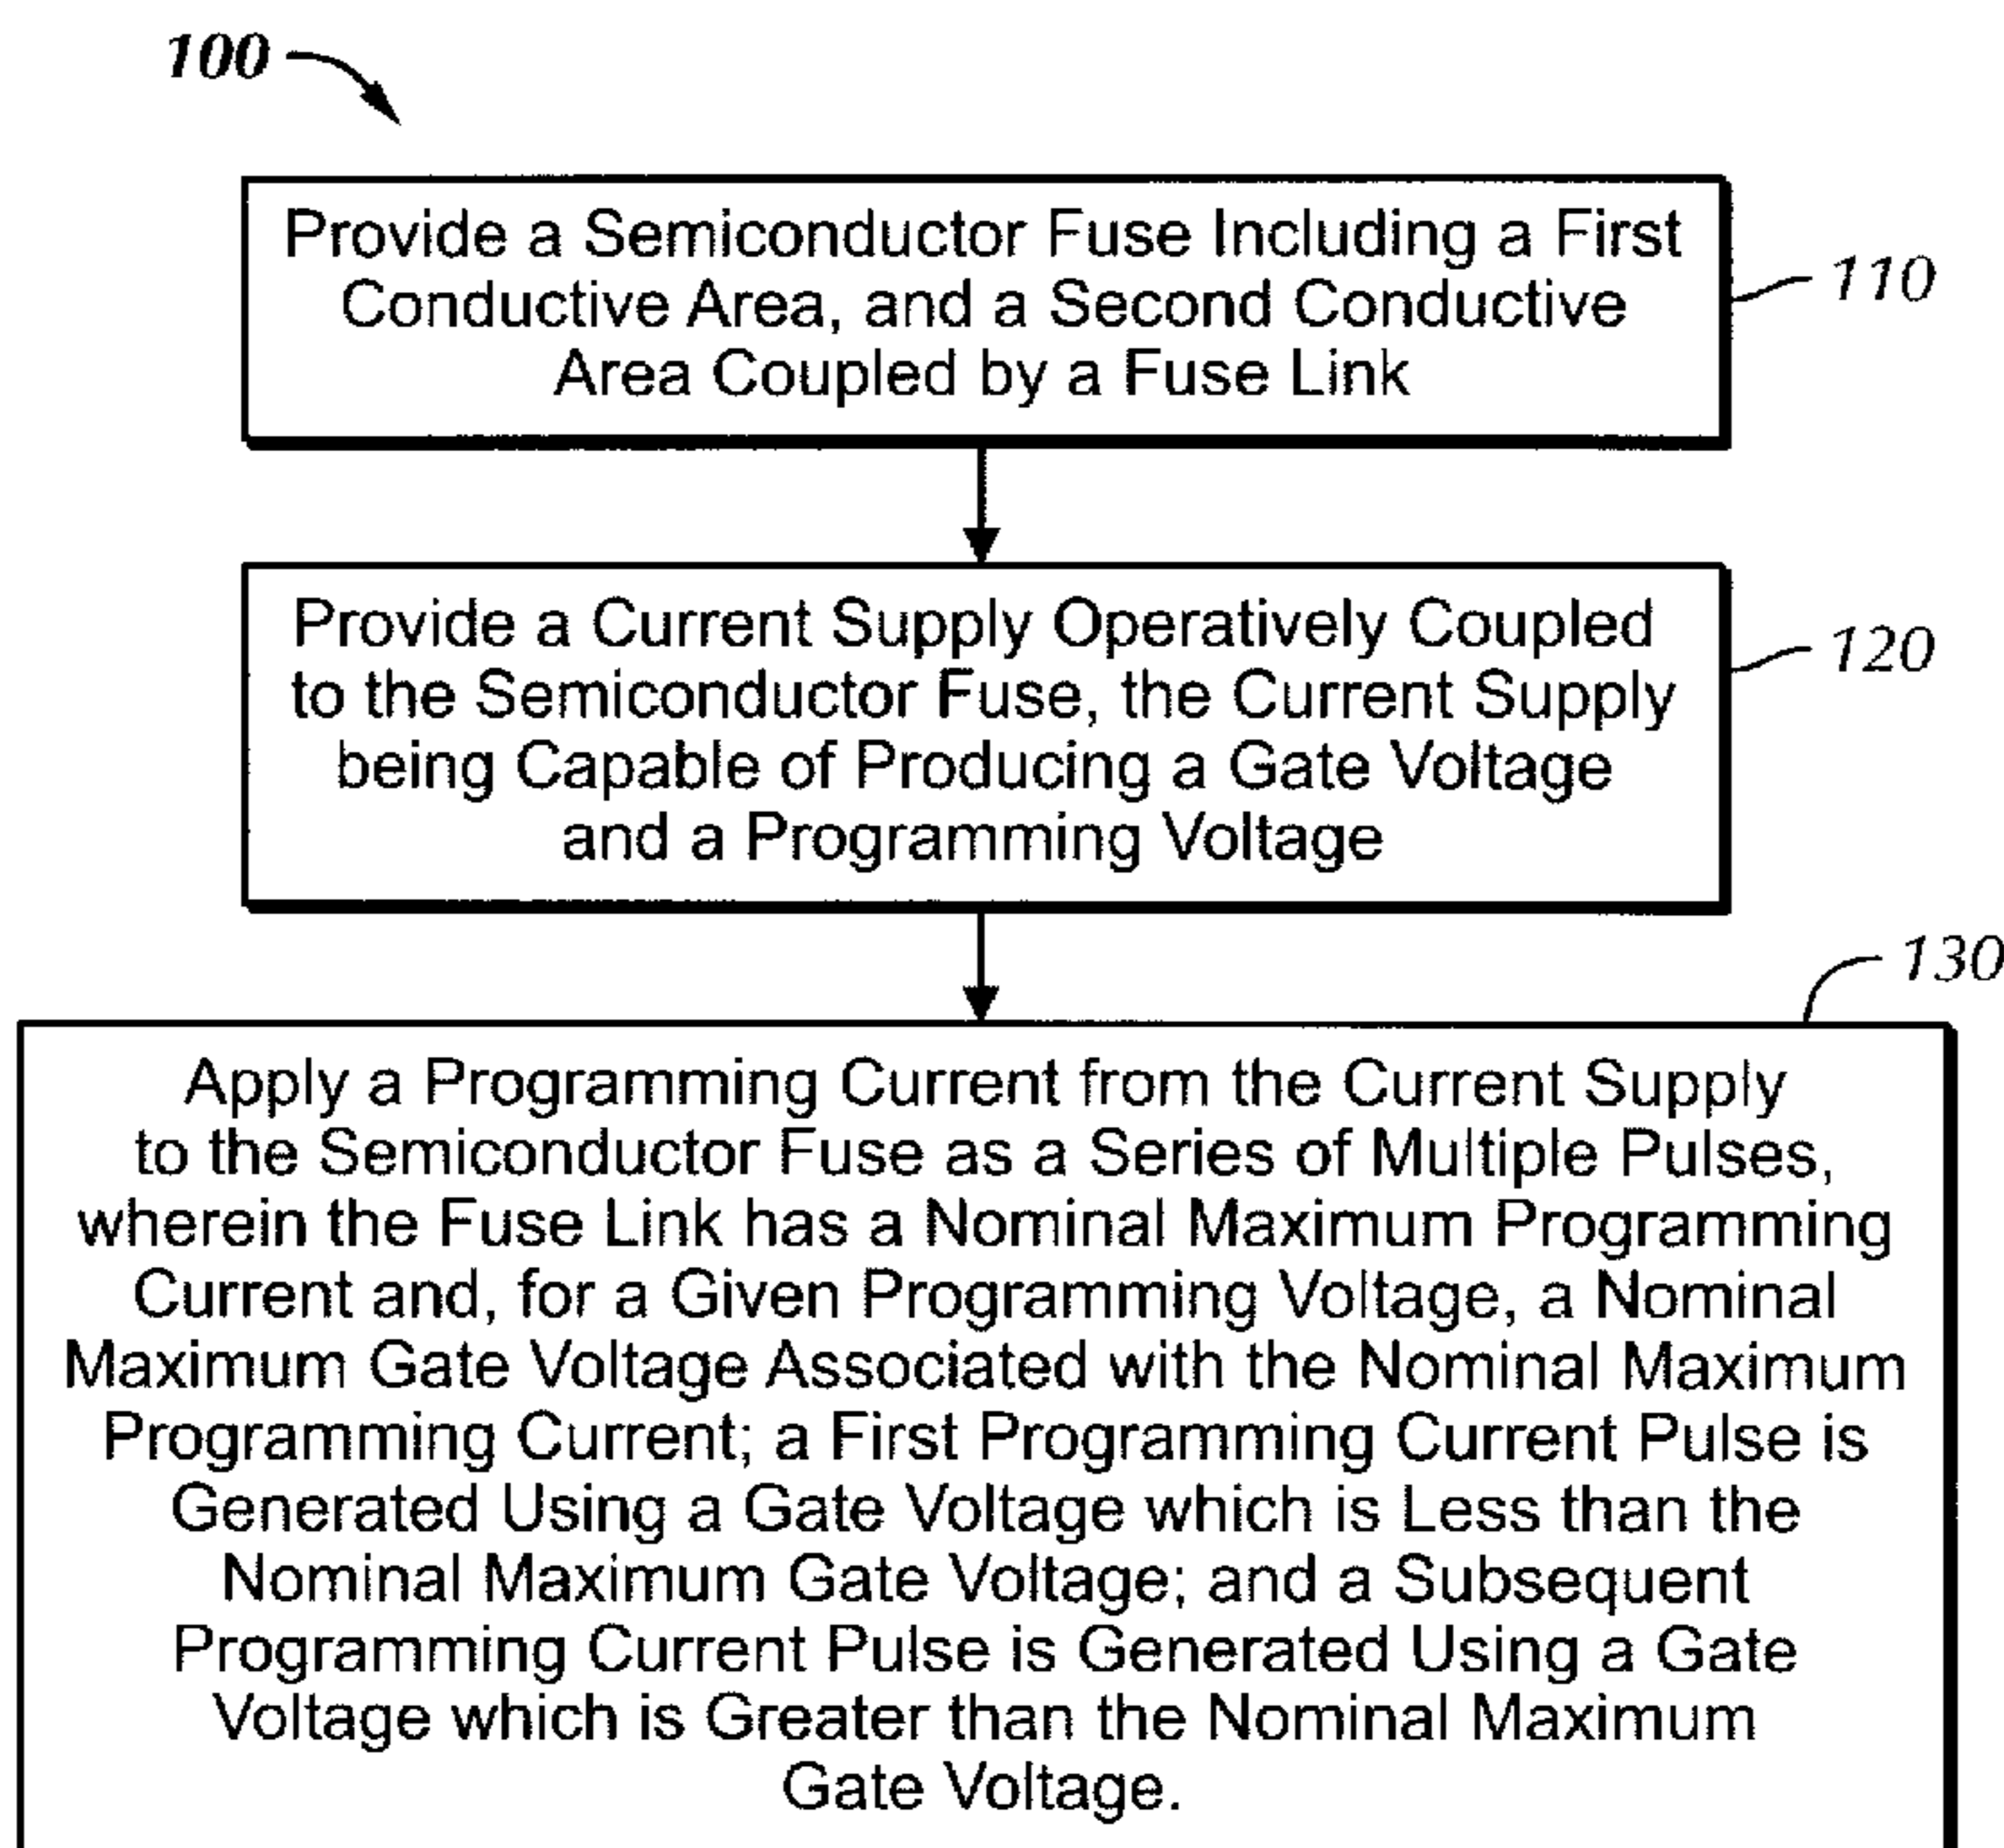 100
Provide a Semiconductor Fuse Including a First
Conductive Area, and a Second Conductive
Area Coupled by a Fuse Link
110
Provide a Current Supply Operatively Coupled
to the Semiconductor Fuse, the Current Supply
being Capable of Producing a Gate Voltage
and a Programming Voltage
120
130
Apply a Programming Current from the Current Supply
to the Semiconductor Fuse as a Series of Multiple Pulses,
wherein the Fuse Link has a Nominal Maximum Programming
Current and, for a Given Programming Voltage, a Nominal
Maximum Gate Voltage Associated with the Nominal Maximum
Programming Current; a First Programming Current Pulse is
Generated Using a Gate Voltage which is Less than the
Nominal Maximum Gate Voltage; and a Subsequent
Programming Current Pulse is Generated Using a Gate
Voltage which is Greater than the Nominal Maximum
Gate Voltage.